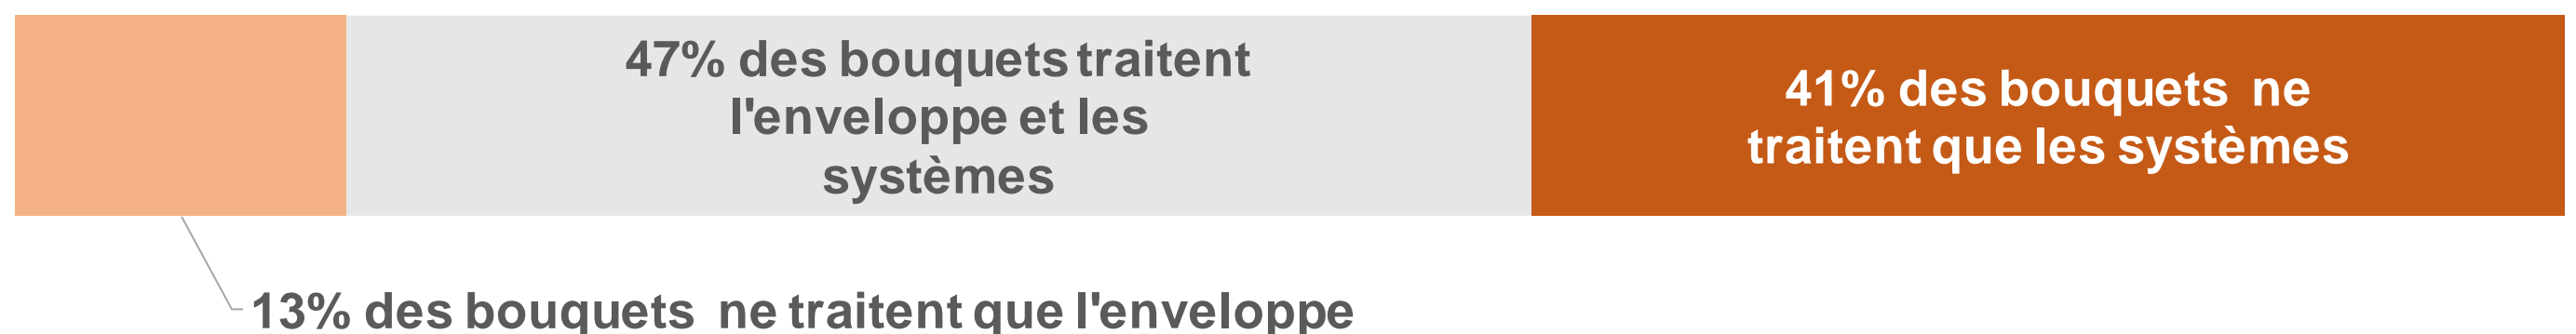 47% des bouquets traitent
l'enveloppe et les
systèmes
41% des bouquets ne
traitent que les systèmes
13% des bouquets ne traitent que l'enveloppe